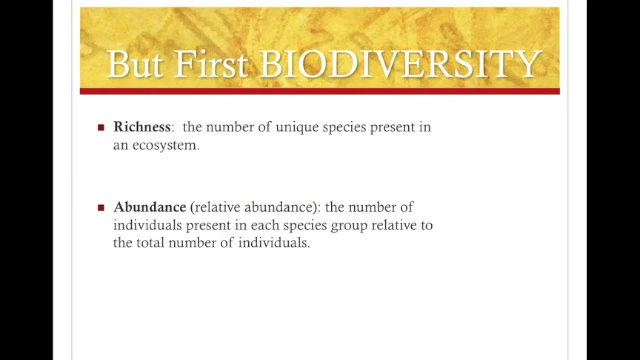 But First BIODIVERSITY
Richness: the number of unique species present in
an ecosystem.
Abundance (relative abundance): the number of
individuals present in each species group relative to
the total number of individuals.